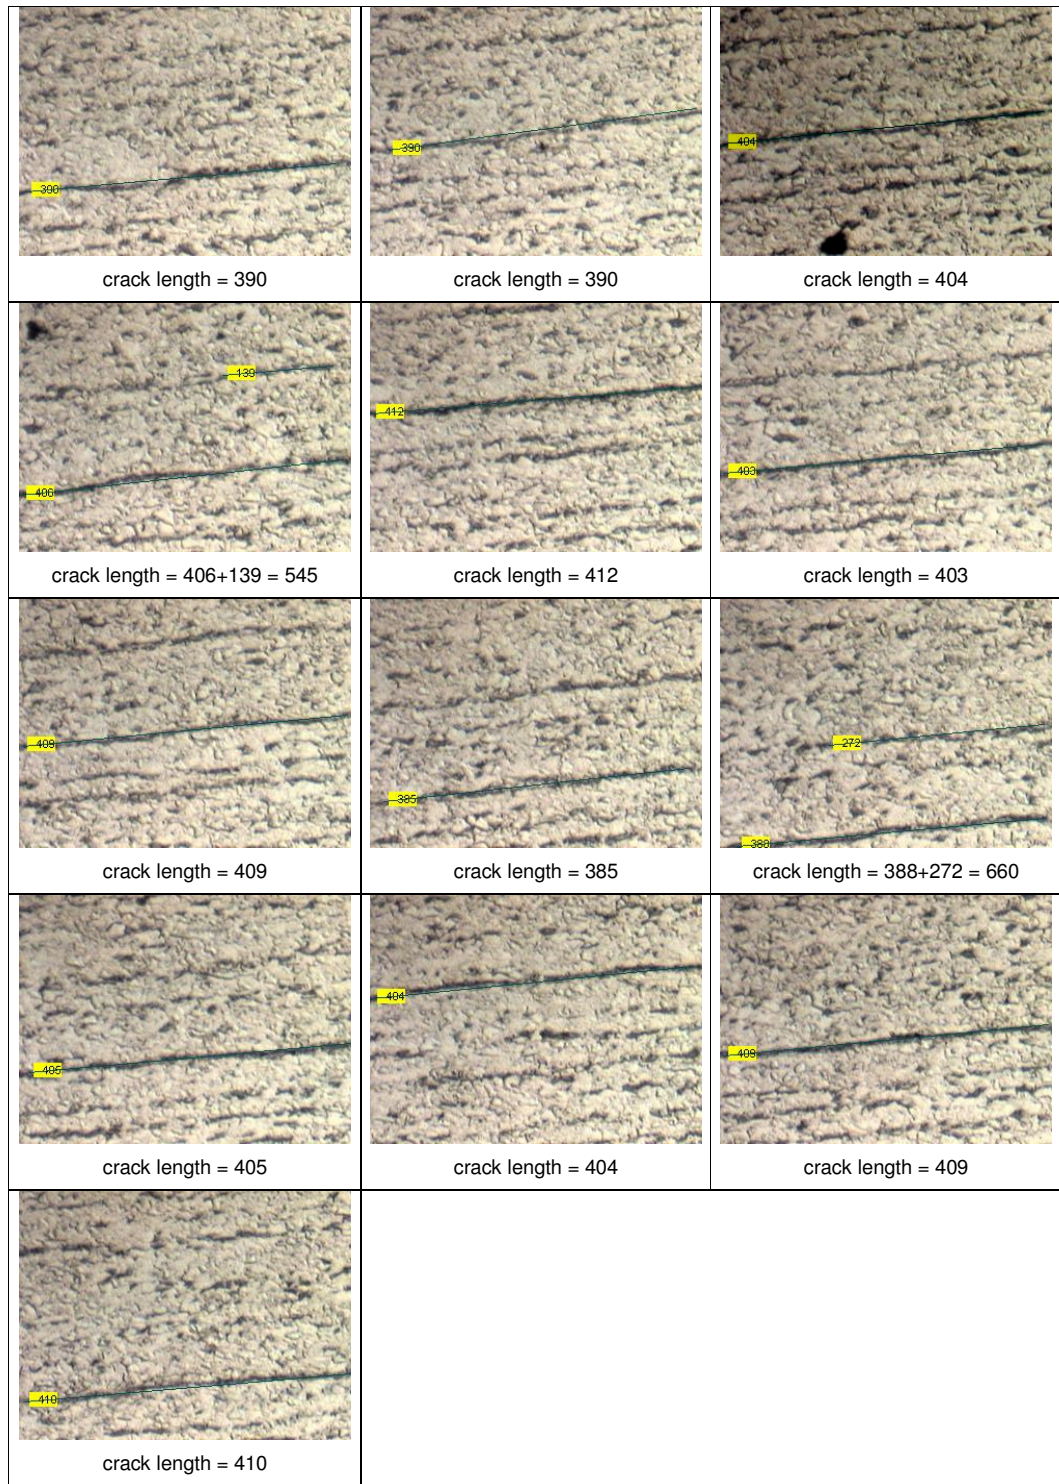 390
390
404
crack length = 390
crack length = 390
crack length = 404
139
406
412
403
crack length = 406+139 = 545
crack length = 412
crack length = 403
409
385
272
388
crack length = 409
crack length = 385
crack length = 388+272 = 660
405
404
409
crack length = 405
crack length = 404
crack length = 409
410
crack length = 410